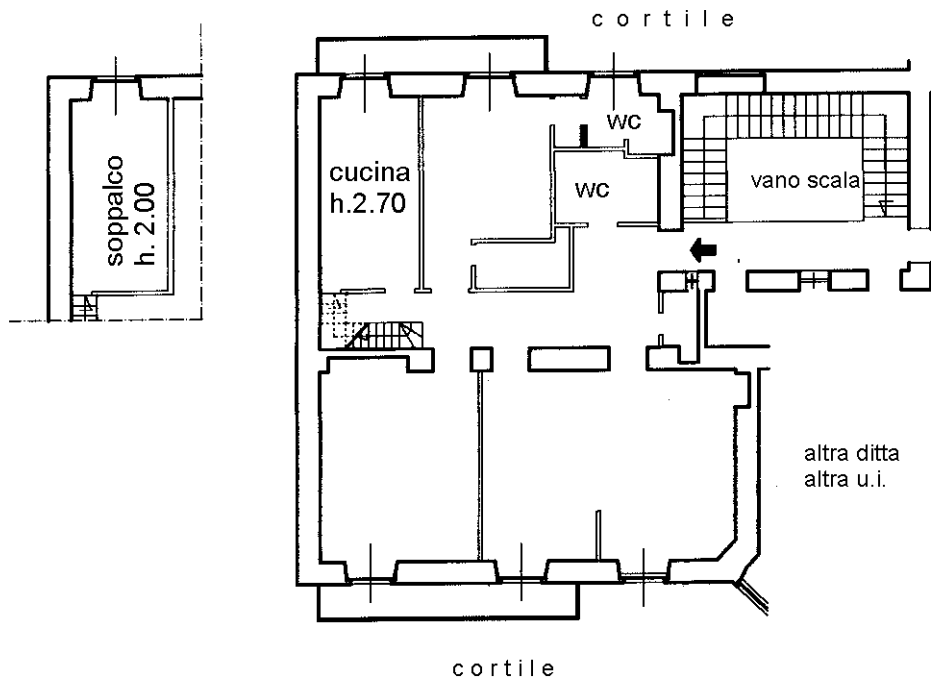 cortile
wc
cucina
h.2.70
wc
vano scala
soppalco
h. 2.00
altra ditta
altra u.i.
cortile